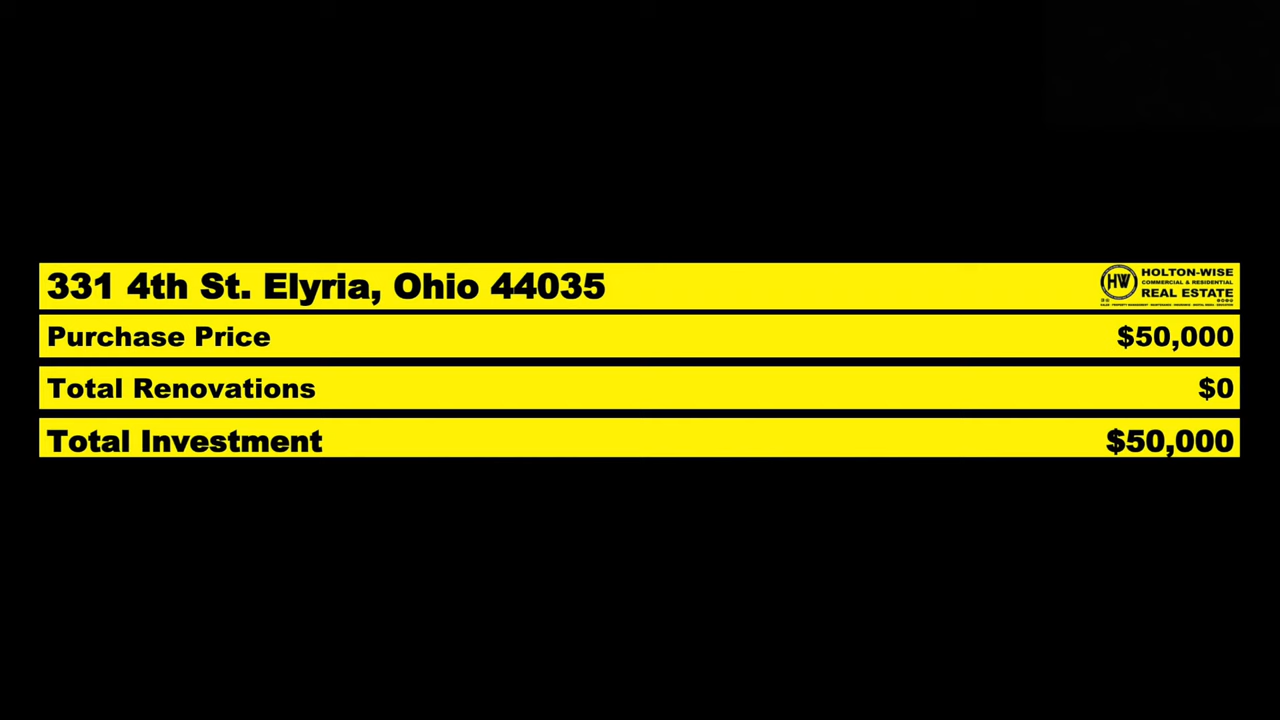 331 4th St. Elyria, Ohio 44035
HOLTON-WISE
COMMERCIAL & RESIDENTIAL
REAL ESTATE
Purchase Price $50,000
Total Renovations $0
Total Investment $50,000